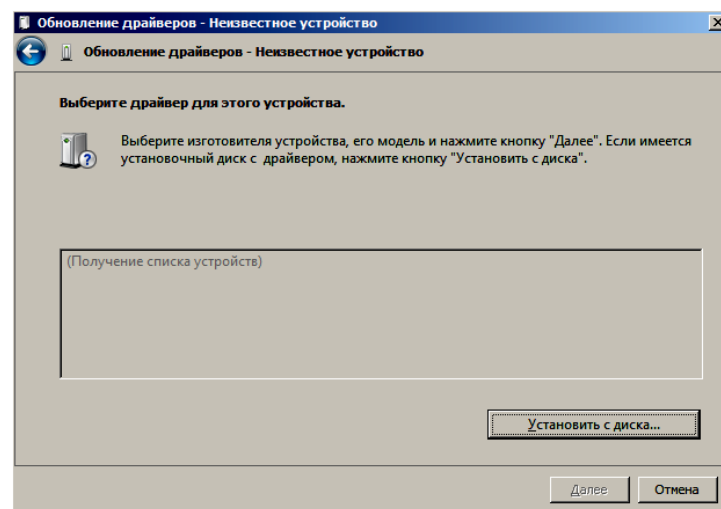 Обновление драйверов - Неизвестное устройство
Обновление драйверов - Неизвестное устройство
Выберите драйвер для этого устройства.
Выберите изготовителя устройства, его модель и нажмите кнопку "Далее". Если имеется
установочный диск с драйвером, нажмите кнопку "Установить с диска".
(Получение списка устройств)
Установить с диска...
Далее
Отмена